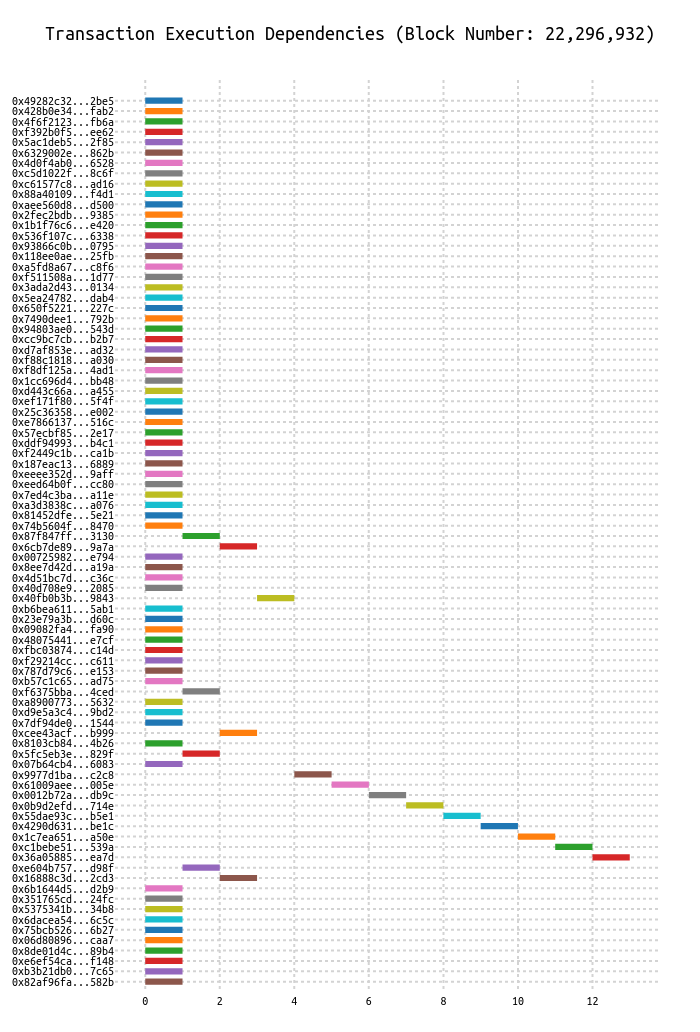 Transaction Execution Dependencies (Block Number: 22,296,932)
0x49282c32...2be5
0x428b0e34...fab2
0x4f6f2123...fb6a
0xf392b0f5...ee62
0x5ac1deb5...2f85
0x6329002e...862b
0x4d0f4ab0...6528
0xc5d1022f...8c6f
0xc61577c8...ad16
0x88a40109...f4d1
0xaee560d8...d500
0x2fec2bdb...9385
0x1b1f76c6...e420
0x536f107c...6338
0x93866c0b...0795
0x118ee0ae...25fb
0xa5fd8a67...c8f6
0xf511508a...1d77
0x3ada2d43...0134
0x5ea24782...dab4
0x650f5221...227c
0x7490dee1...792b
0x94803ae0...543d
0xcc9bc7cb...b2b7
0xd7af853e...ad32
0xf88c1818...a030
0xf8df125a...4ad1
0x1cc696d4...bb48
0xd443c66a...a455
0xef171f80...5f4f
0x25c36358...e002
0xe7866137...516c
0x57ecbf85...2e17
0xddf94993...b4c1
0xf2449c1b...ca1b
0x187eac13...6889
0xeeee352d...9aff
0xeed64b0f...cc80
0x7ed4c3ba...a11e
0xa3d3838c...a076
0x81452dfe...5e21
0x74b5604f...8470
0x87f847ff...3130
0x6cb7de89...9a7a
0x00725982...e794
0x8ee7d42d...a19a
0x4d51bc7d...c36c
0x40d708e9...2085
0x40fb0b3b...9843
0xb6bea611...5ab1
0x23e79a3b...d60c
0x09082fa4...fa90
0x48075441...e7cf
0xfbc03874...c14d
0xf29214cc...c611
0x787d79c6...e153
0xb57c1c65...ad75
0xf6375bba...4ced
0xa8900773...5632
0xd9e5a3c4...9bd2
0x7df94de0...1544
0xcee43acf...b999
0x8103cb84...4b26
0x5fc5eb3e...829f
0x07b64cb4...6083
0x9977d1ba...c2c8
0x61009aee...005e
0x0012b72a...db9c
0x0b9d2efd...714e
0x55dae93c...b5e1
0x4290d631...be1c
0x1c7ea651...a50e
0xc1bebe51...539a
0x36a05885...ea7d
0xe604b757...d98f
0x16888c3d...2cd3
0x6b1644d5...d2b9
0x351765cd...24fc
0x5375341b...34b8
0x6dacea54...6c5c
0x75bcb526...6b27
0x06d80896...caa7
0x8de01d4c...89b4
0xe6ef54ca...f148
0xb3b21db0...7c65
0x82af96fa...582b
0 2 4 6 8 10 12